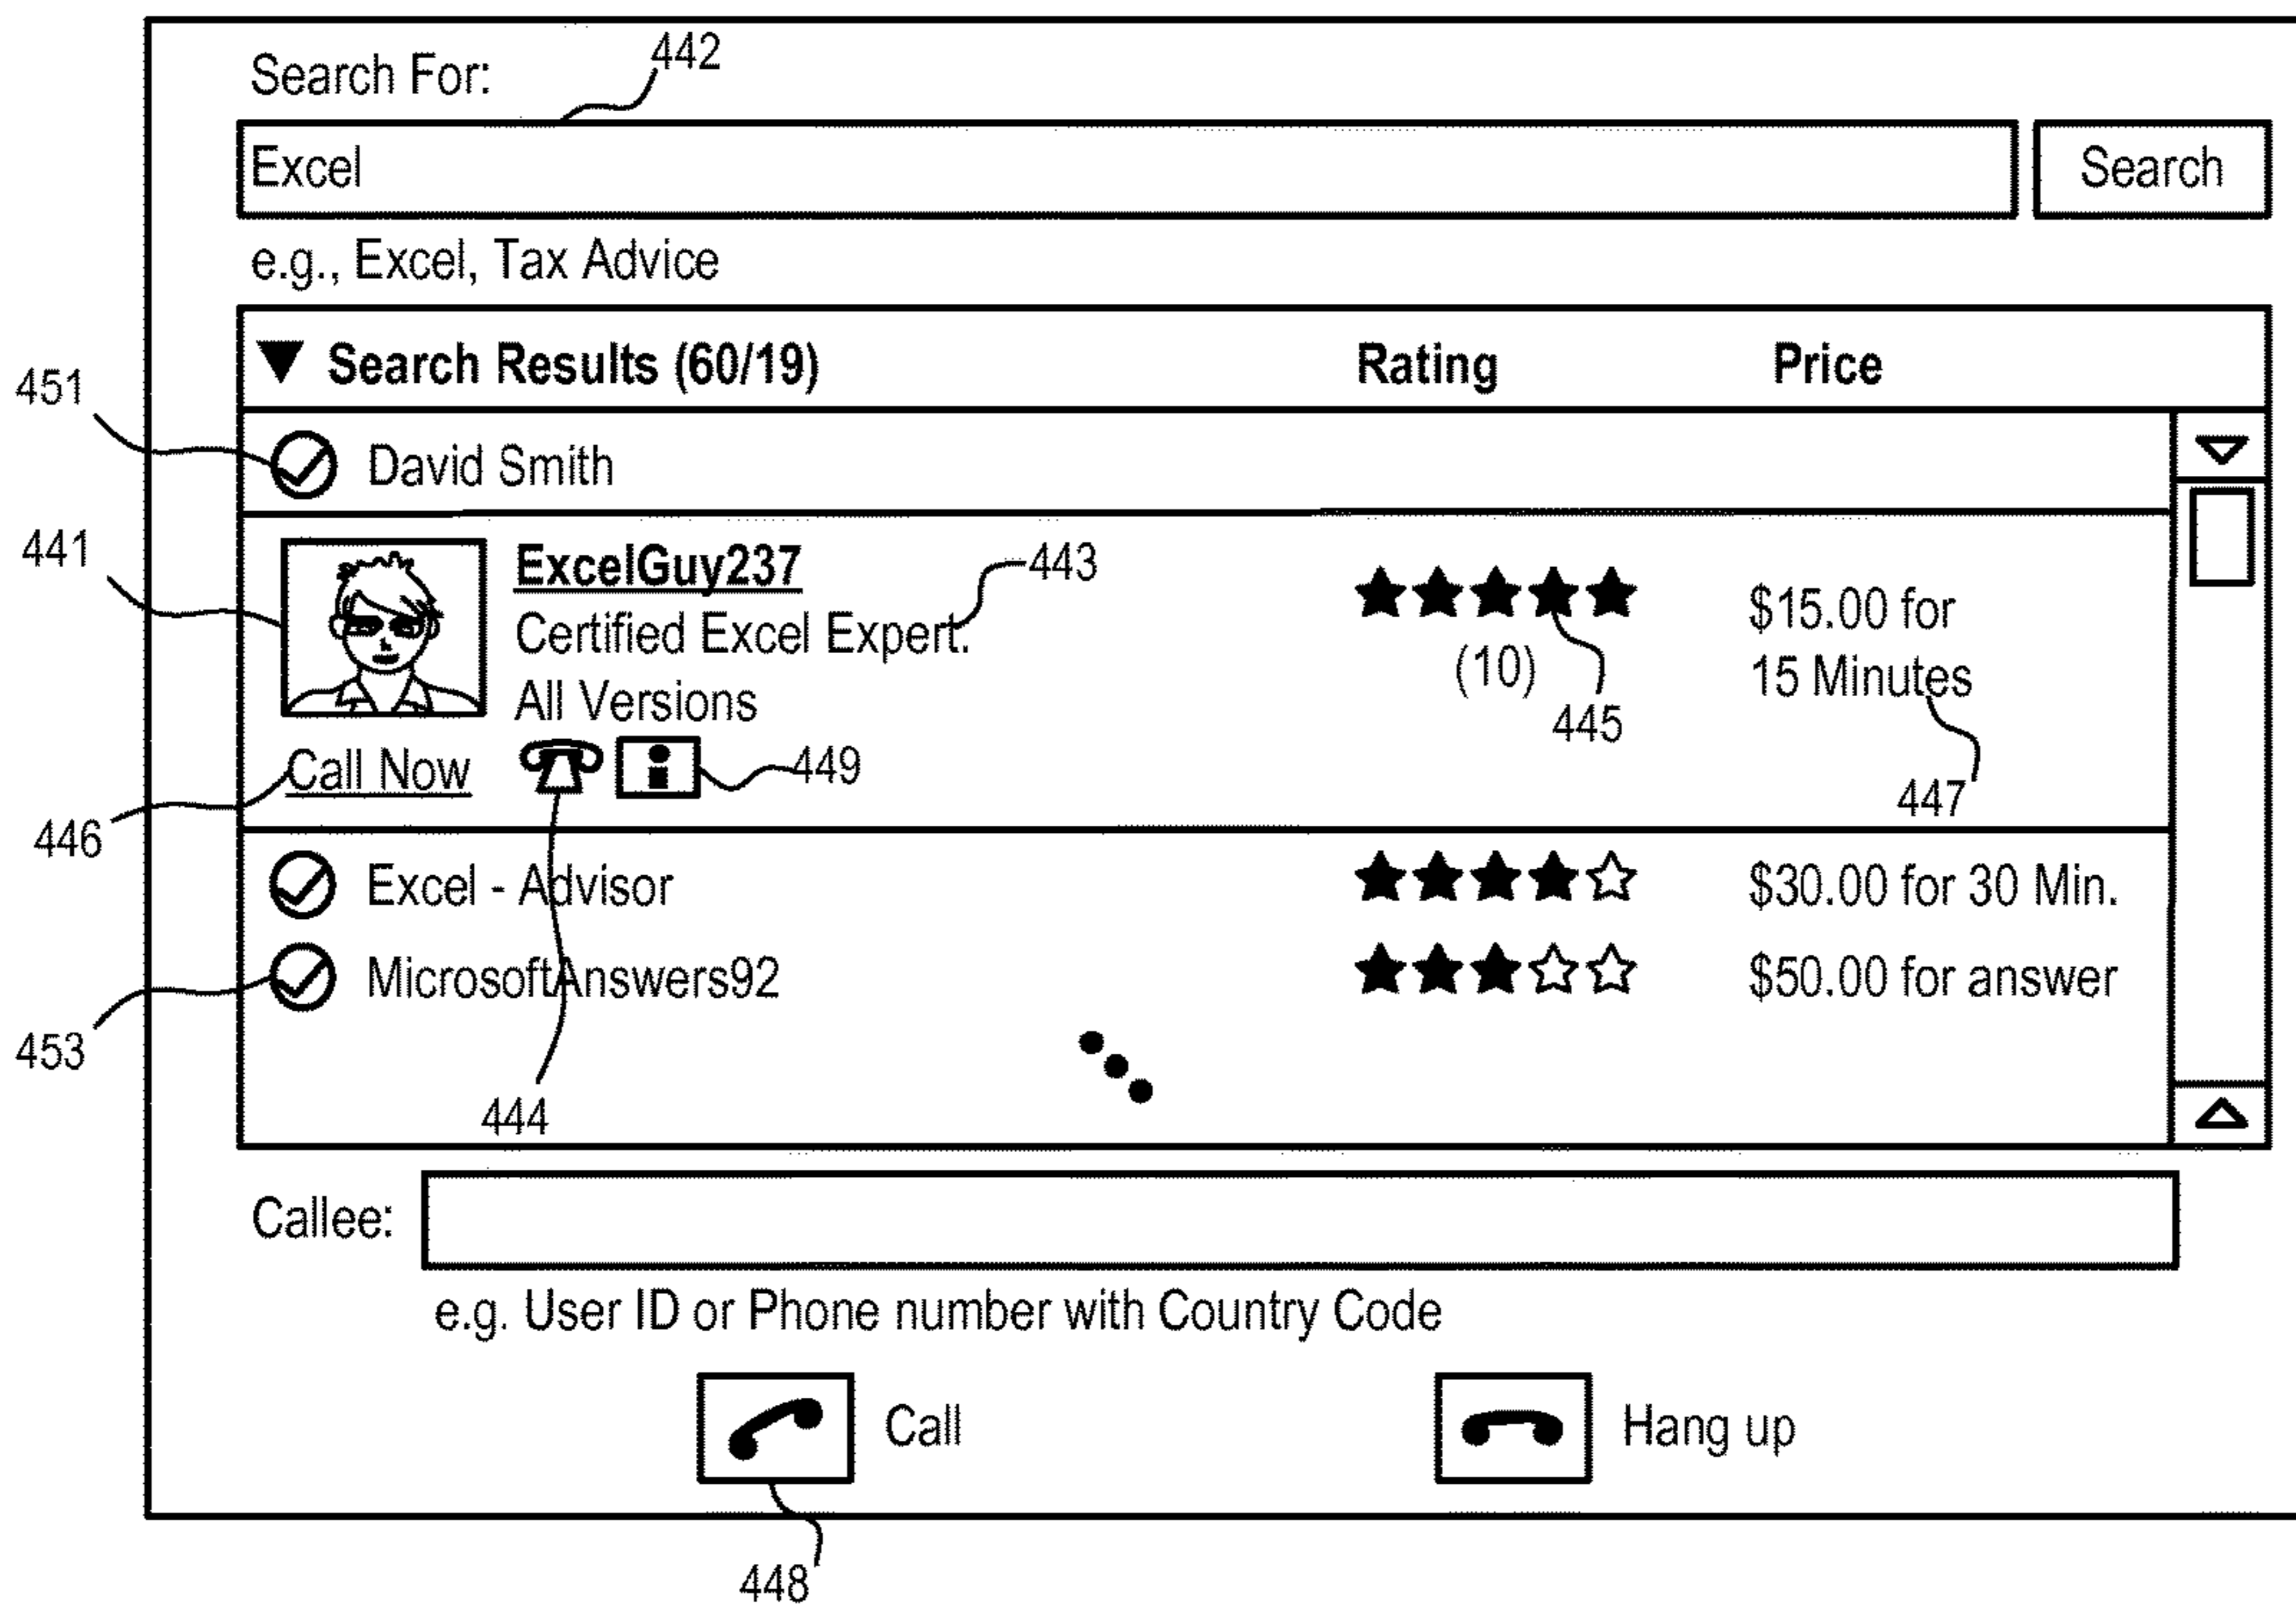 442
Search For:
Excel
Search
e.g., Excel, Tax Advice
Search Results (60/19) Rating Price
451
David Smith
441
ExcelGuy237
443
Certified Excel Expert.
All Versions
(10)
445
$15.00 for
15 Minutes
447
Call Now
449
446
Excel - Advisor
$30.00 for 30 Min.
MicrosoftAnswers92
$50.00 for answer
453
444
Callee:
e.g. User ID or Phone number with Country Code
Call
Hang up
448